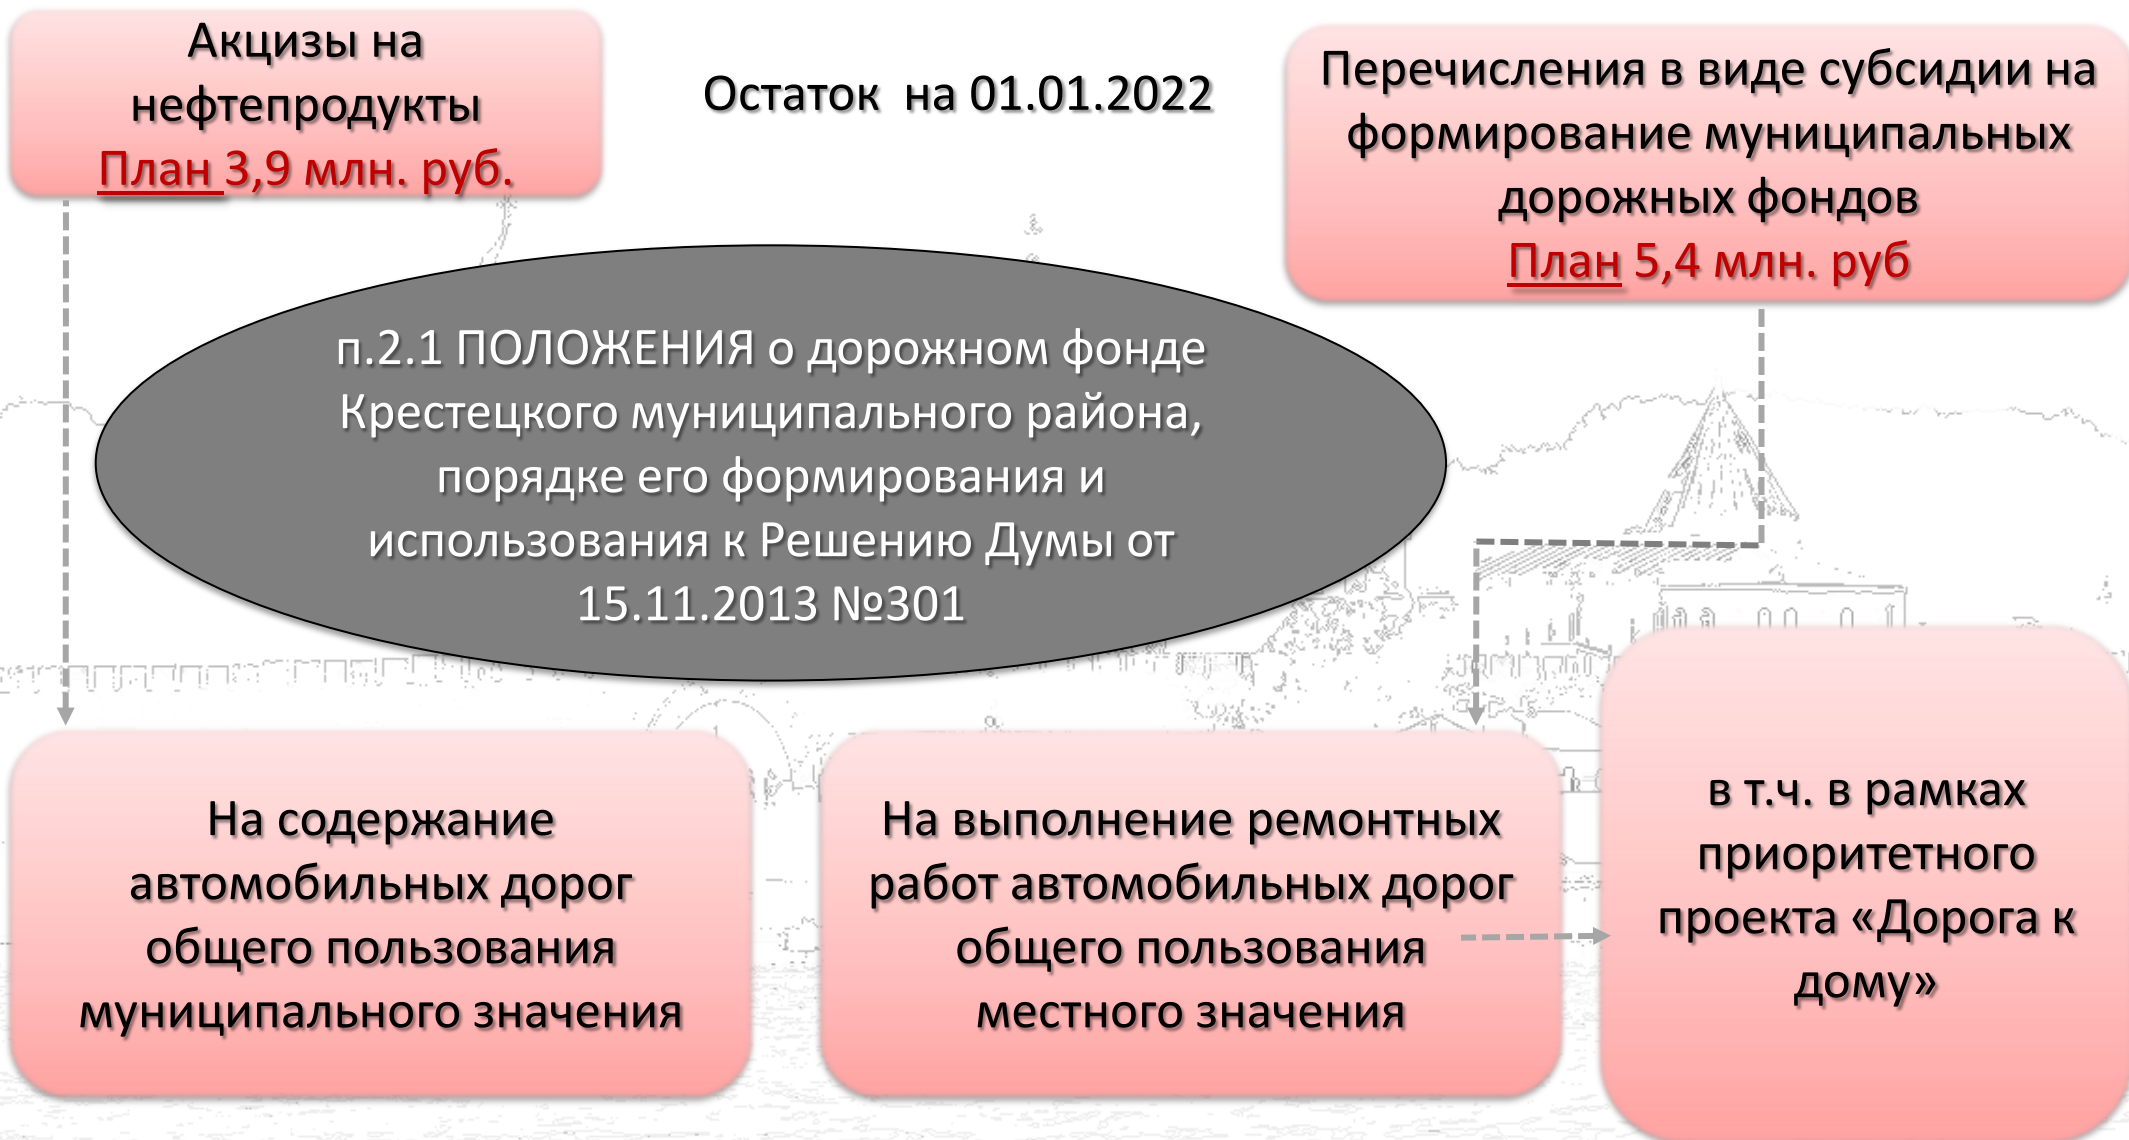 Акцизы на
нефтепродукты
План 3,9 млн. руб.
Остаток на 01.01.2022
Перечисления в виде субсидии на
формирование муниципальных
дорожных фондов
План 5,4 млн. руб
п.2.1 ПОЛОЖЕНИЯ о дорожном фонде
Крестецкого муниципального района,
порядке его формирования и
использования к Решению Думы от
15.11.2013 №301
На содержание
автомобильных дорог
общего пользования
муниципального значения
На выполнение ремонтных
работ автомобильных дорог
общего пользования
местного значения
в т.ч. в рамках
приоритетного
проекта «Дорога к
дому»